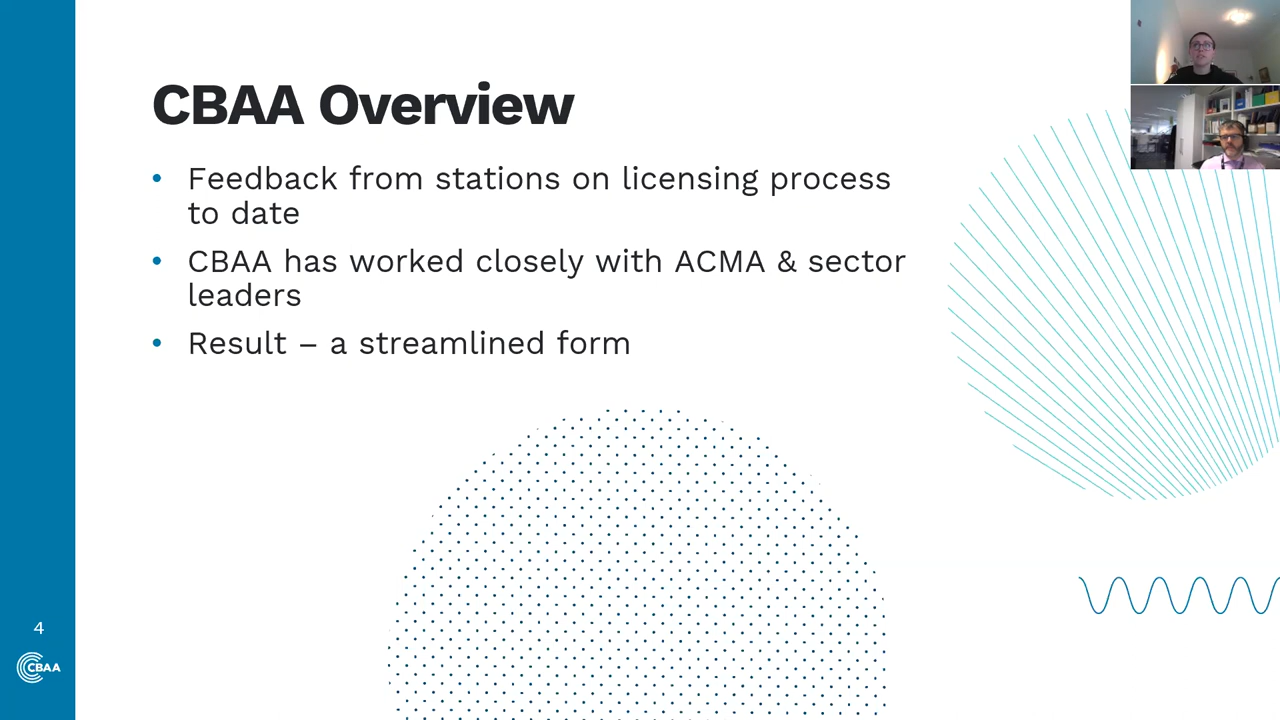 CBAA Overview
• Feedback from stations on licensing process
to date
• CBAA has worked closely with ACMA & sector
leaders
• Result – a streamlined form
4
CBAA